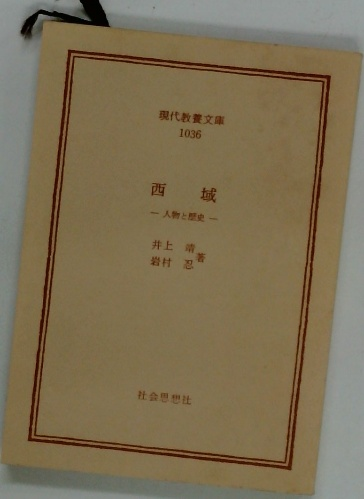 現代教養文庫
1036
西域
― 人物と歴史 ―
井上 靖
岩村 忍 著
社会思想社